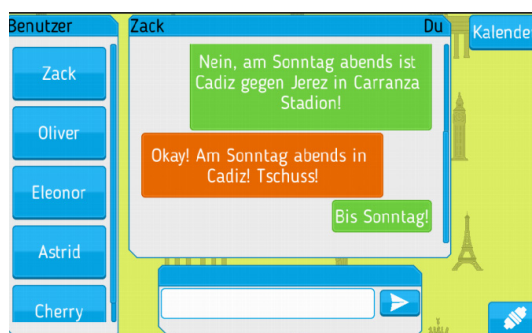 Benutzer
Zack
Oliver
Eleonor
Astrid
Cherry
Zack Du
Nein, am Sonntag abends ist
Cadiz gegen Jerez in Carranza
Stadion!
Okay! Am Sonntag abends in
Cadiz! Tschuss!
Bis Sonntag!
Kalende